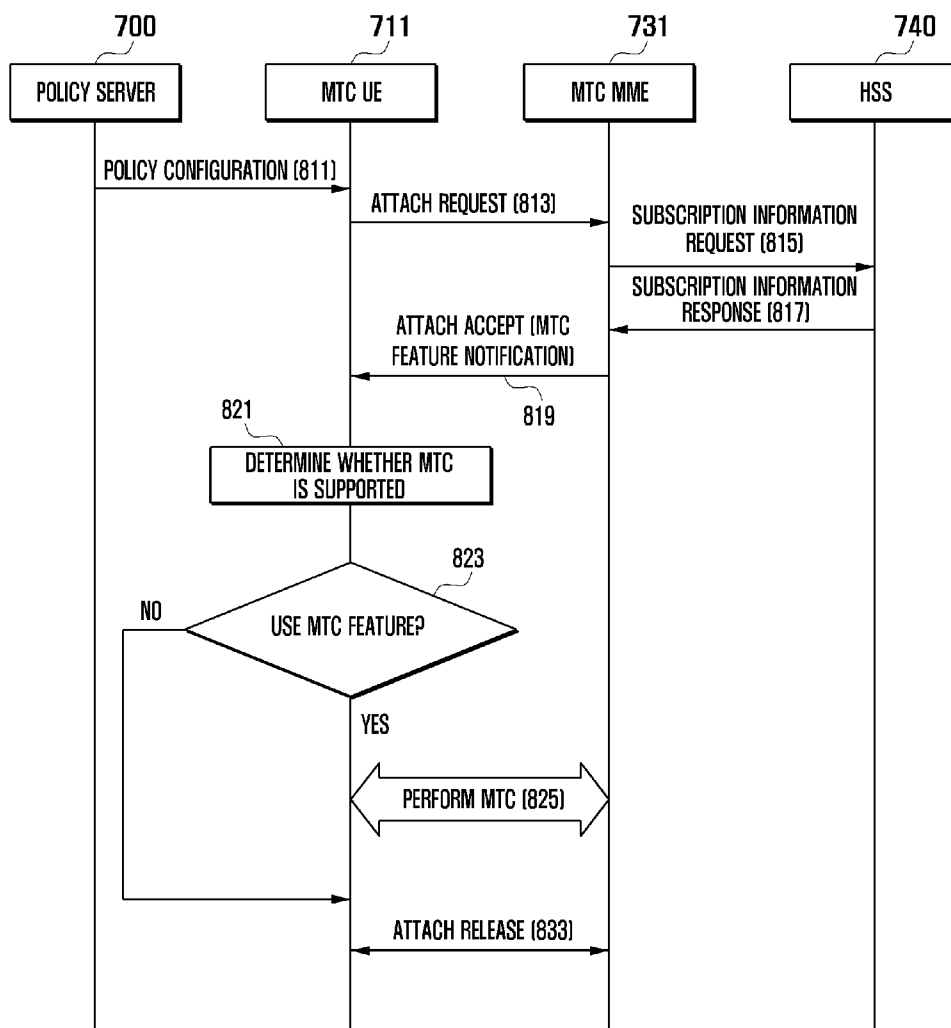 700
711
731
740
POLICY SERVER
MTC UE
MTC MME
HSS
POLICY CONFIGURATION (811)
ATTACH REQUEST (813)
SUBSCRIPTION INFORMATION
REQUEST (815)
SUBSCRIPTION INFORMATION
RESPONSE (817)
ATTACH ACCEPT (MTC
FEATURE NOTIFICATION)
819
821
DETERMINE WHETHER MTC
IS SUPPORTED
823
NO
USE MTC FEATURE?
YES
PERFORM MTC (825)
ATTACH RELEASE (833)